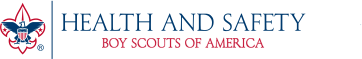 HEALTH AND SAFETY
BOY SCOUTS OF AMERICA
®